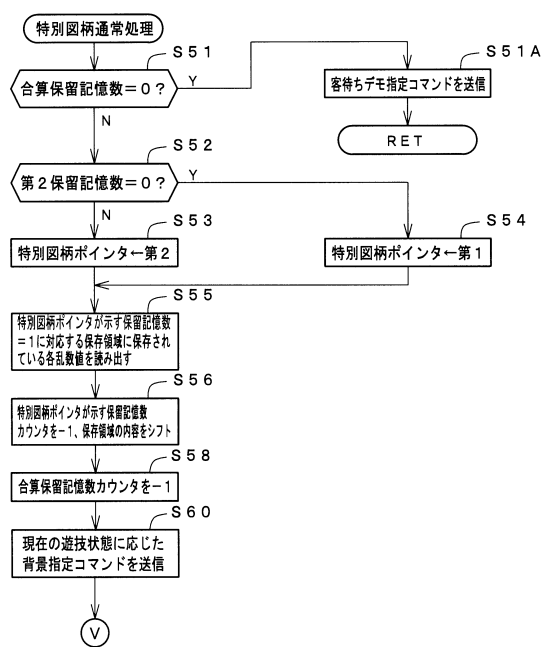 特別図柄通常処理
S51
合算保留記憶数=0?
Y
N
S51A
客待ちデモ指定コマンドを送信
RET
S52
第2保留記憶数=0?
Y
N
S53
特別図柄ポインタ←第2
S54
特別図柄ポインタ←第1
S55
特別図柄ポインタが示す保留記憶数
=1に対応する保存領域に保存され
ている各乱数値を読み出す
S56
特別図柄ポインタが示す保留記憶数
カウンタを-1、保存領域の内容をシフト
S58
合算保留記憶数カウンタを-1
S60
現在の遊技状態に応じた
背景指定コマンドを送信
V